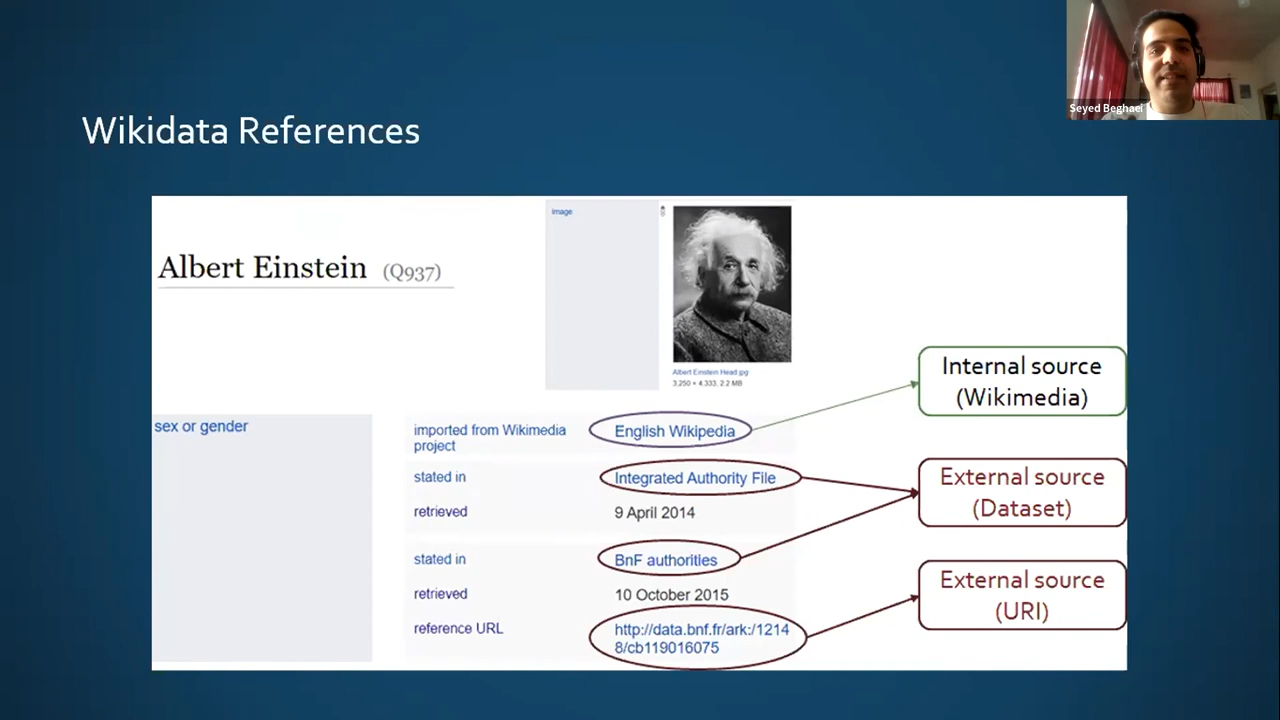 Seyed Beghaei
Wikidata References
image
Albert Einstein (Q937)
Albert Einstein Head.jpg
3,250 × 4,333; 2.2 MB
Internal source
(Wikimedia)
sex or gender
imported from Wikimedia
project
English Wikipedia
stated in
Integrated Authority File
External source
(Dataset)
retrieved
9 April 2014
stated in
BnF authorities
retrieved
10 October 2015
External source
(URI)
reference URL
http://data.bnf.fr/ark:/1214
8/cb119016075